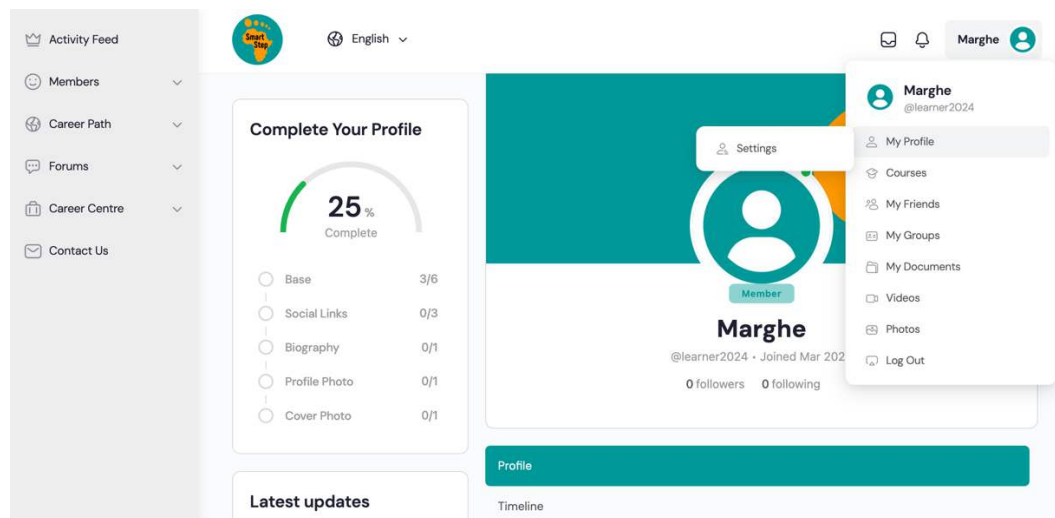 Activity Feed
Members
Career Path
Forums
Career Centre
Contact Us
Smart
Step
English
Marghe
Marghe
@learner2024
My Profile
Settings
Courses
My Friends
My Groups
My Documents
Videos
Photos
Log Out
Complete Your Profile
25 %
Complete
Base 3/6
Social Links 0/3
Biography 0/1
Profile Photo 0/1
Cover Photo 0/1
Latest updates
Member
Marghe
@learner2024 • Joined Mar 202
0 followers 0 following
Profile
Timeline